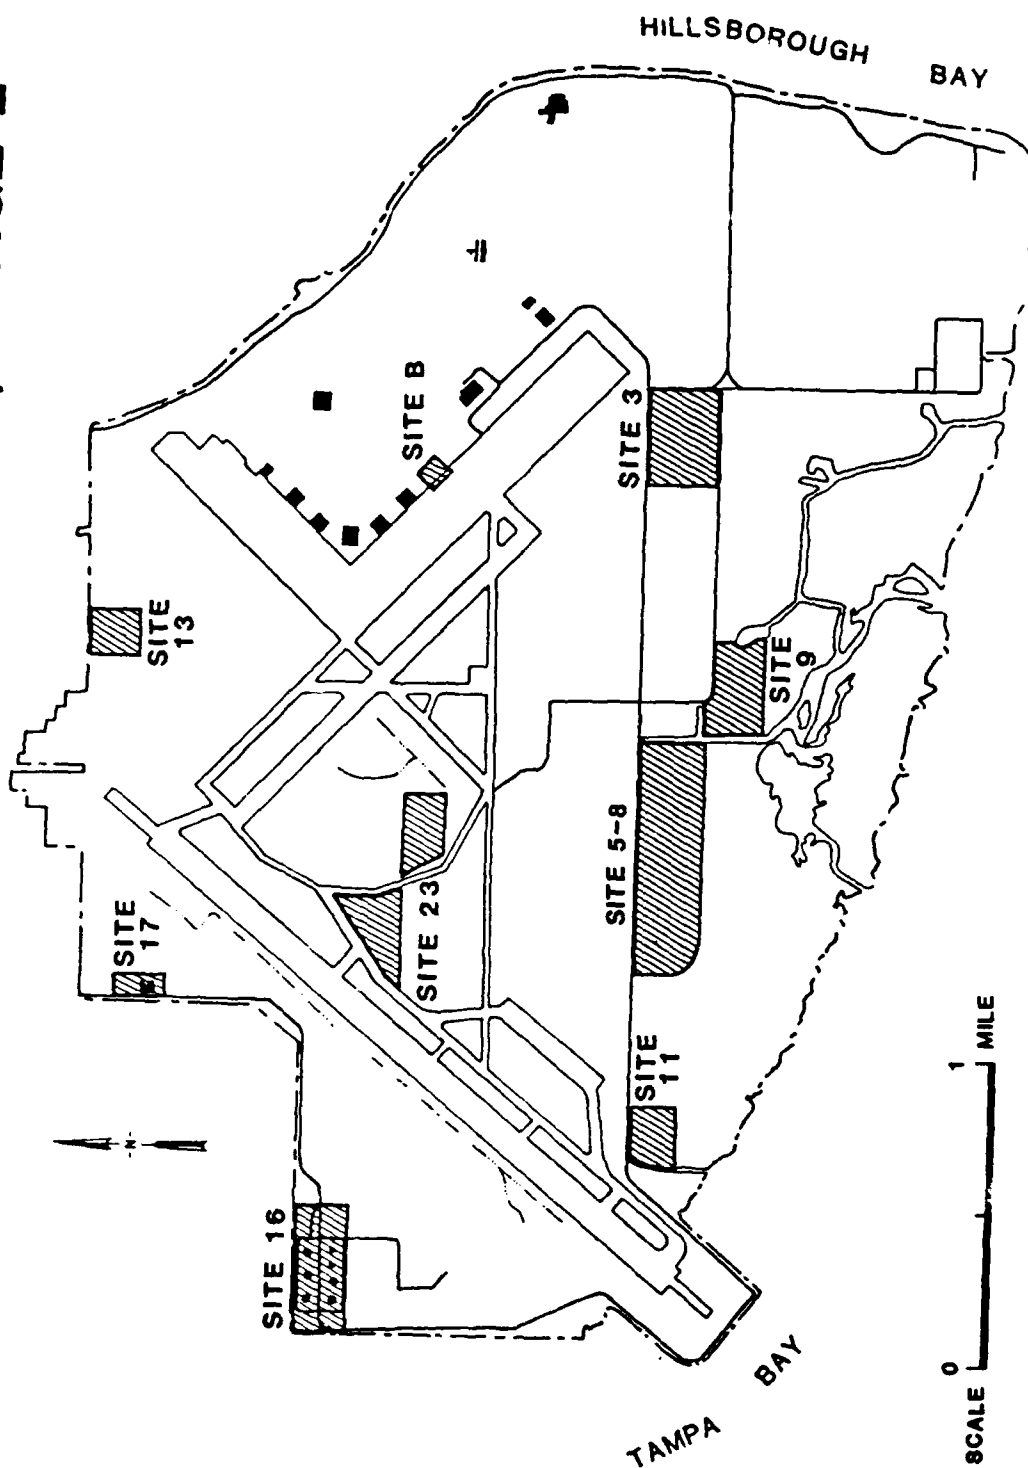 HILLSBOROUGH
BAY
SITE B
SITE 3
SITE
13
SITE
9
SITE 5-8
SITE
17
SITE 23
SITE
11
N
SITE 16
TAMPA
BAY
SCALE
0
1
MILE